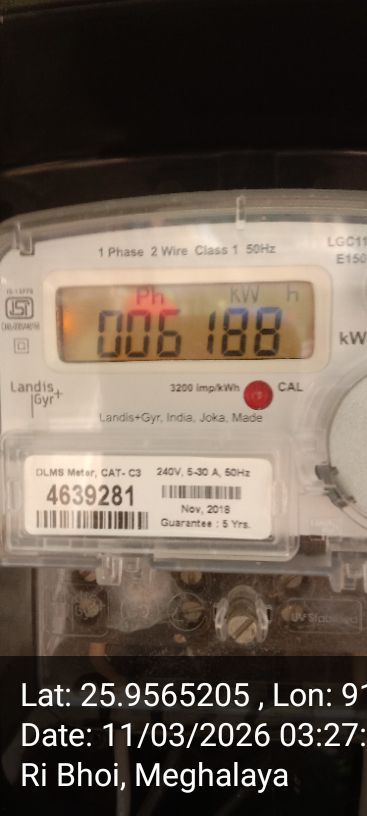 1 Phase 2 Wire Class 1 50Hz
LGC11
E150
Ph kW h
006188
kW
Landis
Gyr+
3200 imp/kWh CAL
Landis+Gyr, India, Joka, Made
DLMS Meter, CAT- C3 240V, 5-30 A, 50Hz
4639281
Nov, 2018
Guarantee : 5 Yrs.
Lat: 25.9565205 , Lon: 91
Date: 11/03/2026 03:27:
Ri Bhoi, Meghalaya